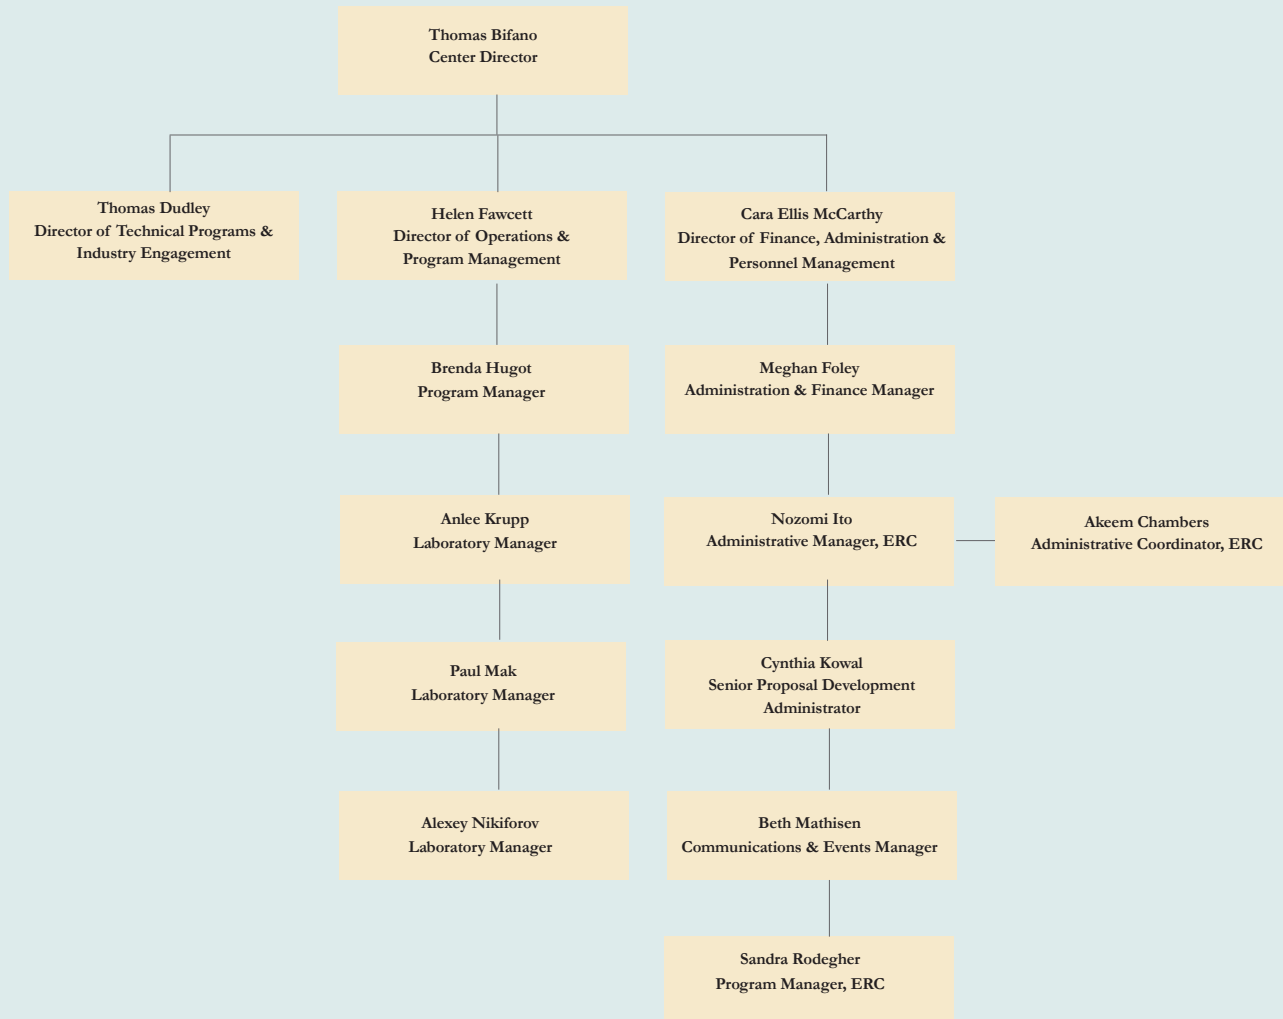 Thomas Bifano
Center Director
Thomas Dudley
Director of Technical Programs &
Industry Engagement
Helen Fawcett
Director of Operations &
Program Management
Cara Ellis McCarthy
Director of Finance, Administration &
Personnel Management
Brenda Hugot
Program Manager
Meghan Foley
Administration & Finance Manager
Anlee Krupp
Laboratory Manager
Nozomi Ito
Administrative Manager, ERC
Akeem Chambers
Administrative Coordinator, ERC
Paul Mak
Laboratory Manager
Cynthia Kowal
Senior Proposal Development
Administrator
Alexey Nikiforov
Laboratory Manager
Beth Mathisen
Communications & Events Manager
Sandra Rodegher
Program Manager, ERC